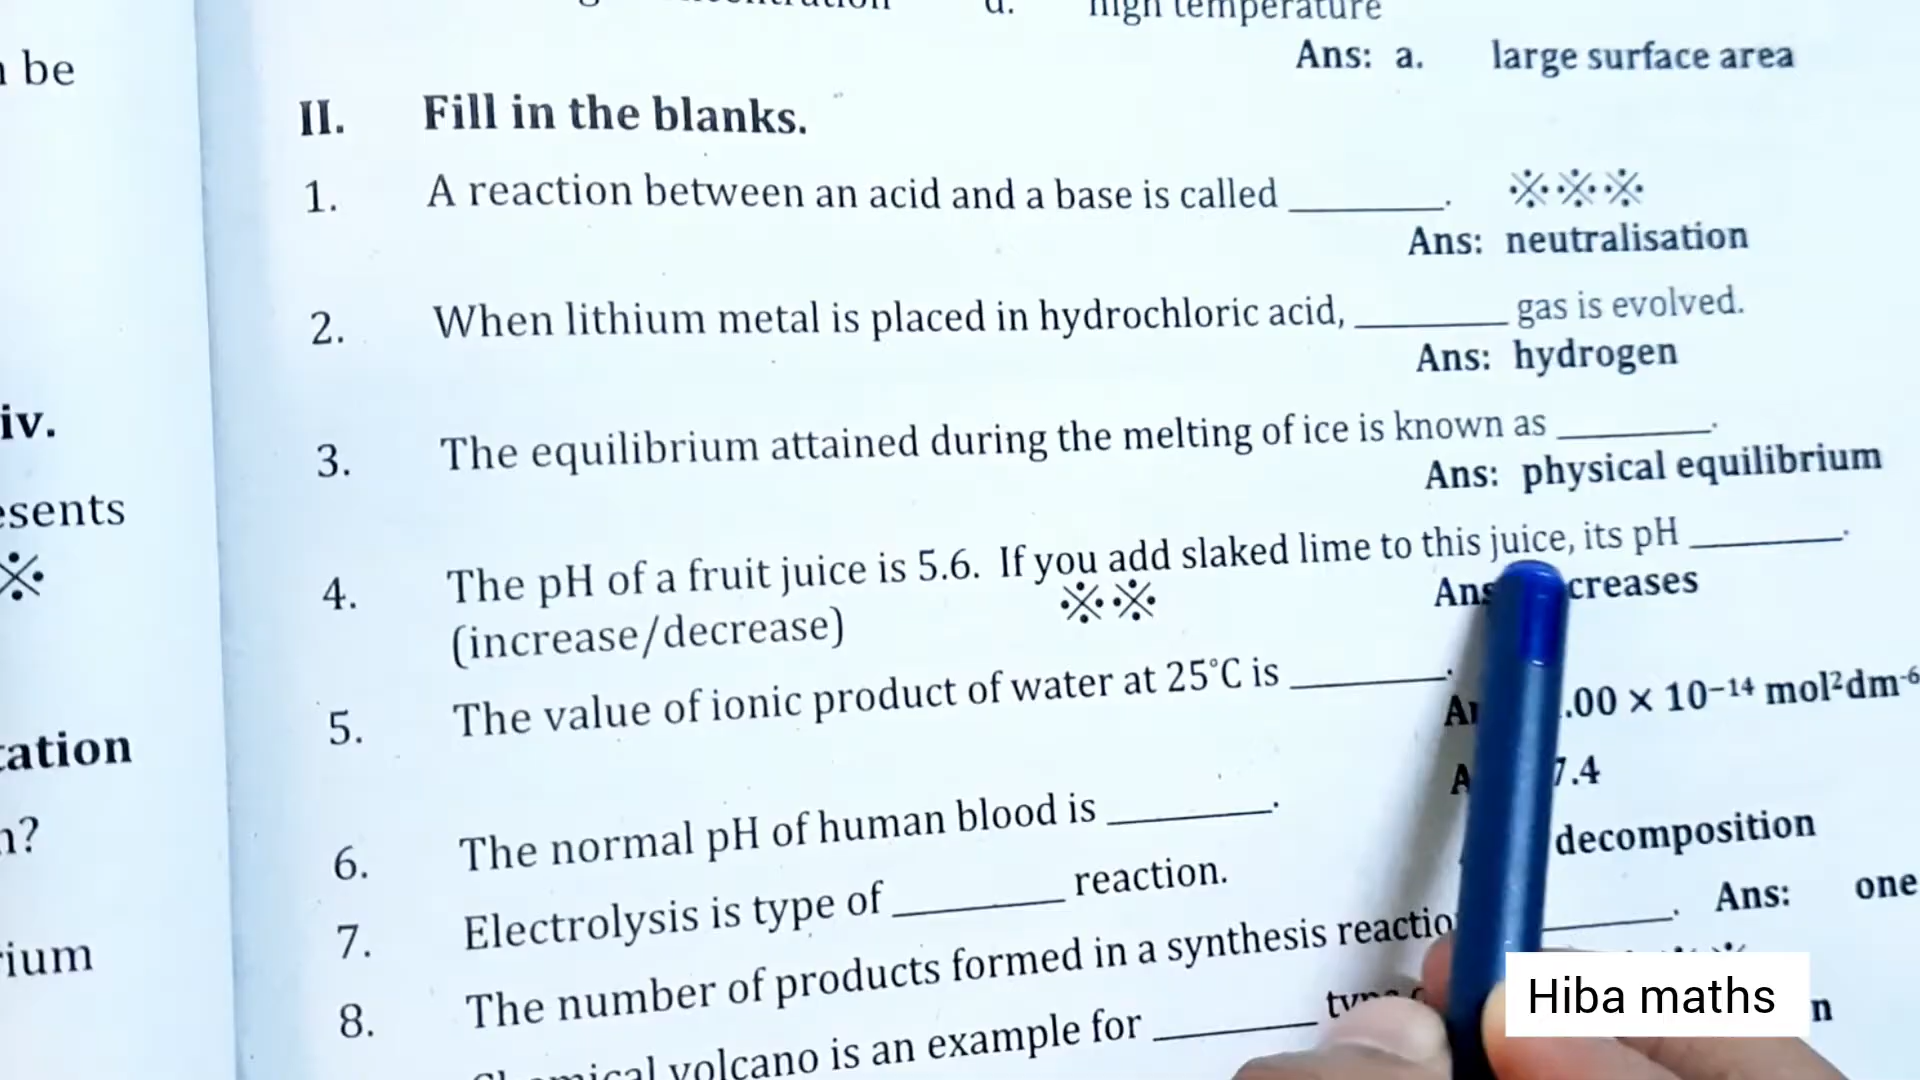 be
iv.
※
ation
high temperature
Ans: a. large surface area
II. Fill in the blanks.
1. A reaction between an acid and a base is called ________. ※※※
Ans: neutralisation
2. When lithium metal is placed in hydrochloric acid, ________ gas is evolved.
Ans: hydrogen
3. The equilibrium attained during the melting of ice is known as ________.
Ans: physical equilibrium
4. The pH of a fruit juice is 5.6. If you add slaked lime to this juice, its pH ________.
(increase/decrease) ※※ Ans creases
5. The value of ionic product of water at 25°C is ________.
.00 × 10⁻¹⁴ mol²dm⁻⁶
6. The normal pH of human blood is ________.
7.4
7. Electrolysis is type of ________ reaction.
decomposition
8. The number of products formed in a synthesis reactio ________. Ans: one
volcano is an example for ________
Hiba maths